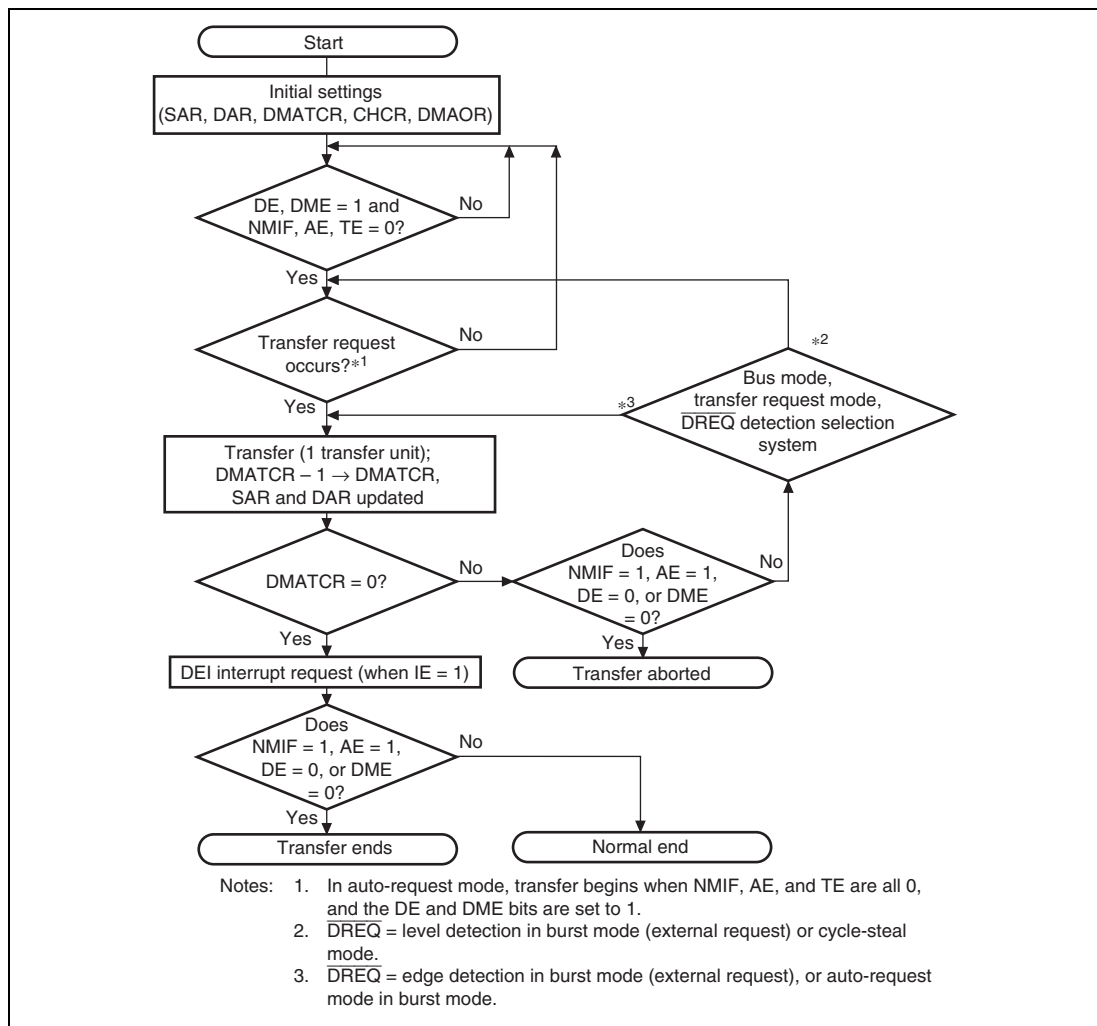 Start
Initial settings
(SAR, DAR, DMATCR, CHCR, DMAOR)
DE, DME = 1 and
NMIF, AE, TE = 0?
No
Yes
Transfer request
occurs?*1
No
Yes
*2
Bus mode,
transfer request mode,
DREQ detection selection
system
*3
Transfer (1 transfer unit);
DMATCR – 1 → DMATCR,
SAR and DAR updated
DMATCR = 0?
No
Yes
Does
NMIF = 1, AE = 1,
DE = 0, or DME
= 0?
No
Yes
Transfer aborted
DEI interrupt request (when IE = 1)
Does
NMIF = 1, AE = 1,
DE = 0, or DME
= 0?
No
Yes
Transfer ends
Normal end
Notes: 1. In auto-request mode, transfer begins when NMIF, AE, and TE are all 0,
and the DE and DME bits are set to 1.
2. DREQ = level detection in burst mode (external request) or cycle-steal
mode.
3. DREQ = edge detection in burst mode (external request), or auto-request
mode in burst mode.